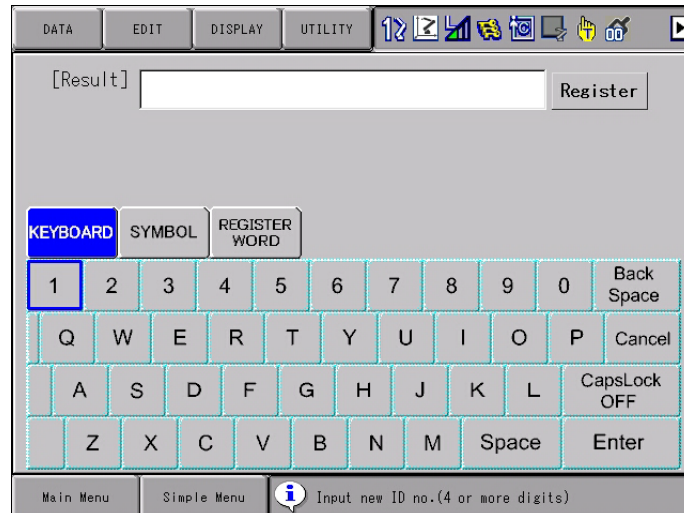 DATA EDIT DISPLAY UTILITY
[Result] Register
KEYBOARD SYMBOL REGISTER WORD
1 2 3 4 5 6 7 8 9 0 Back Space
Q W E R T Y U I O P Cancel
A S D F G H J K L CapsLock OFF
Z X C V B N M Space Enter
Main Menu Simple Menu Input new ID no.(4 or more digits)